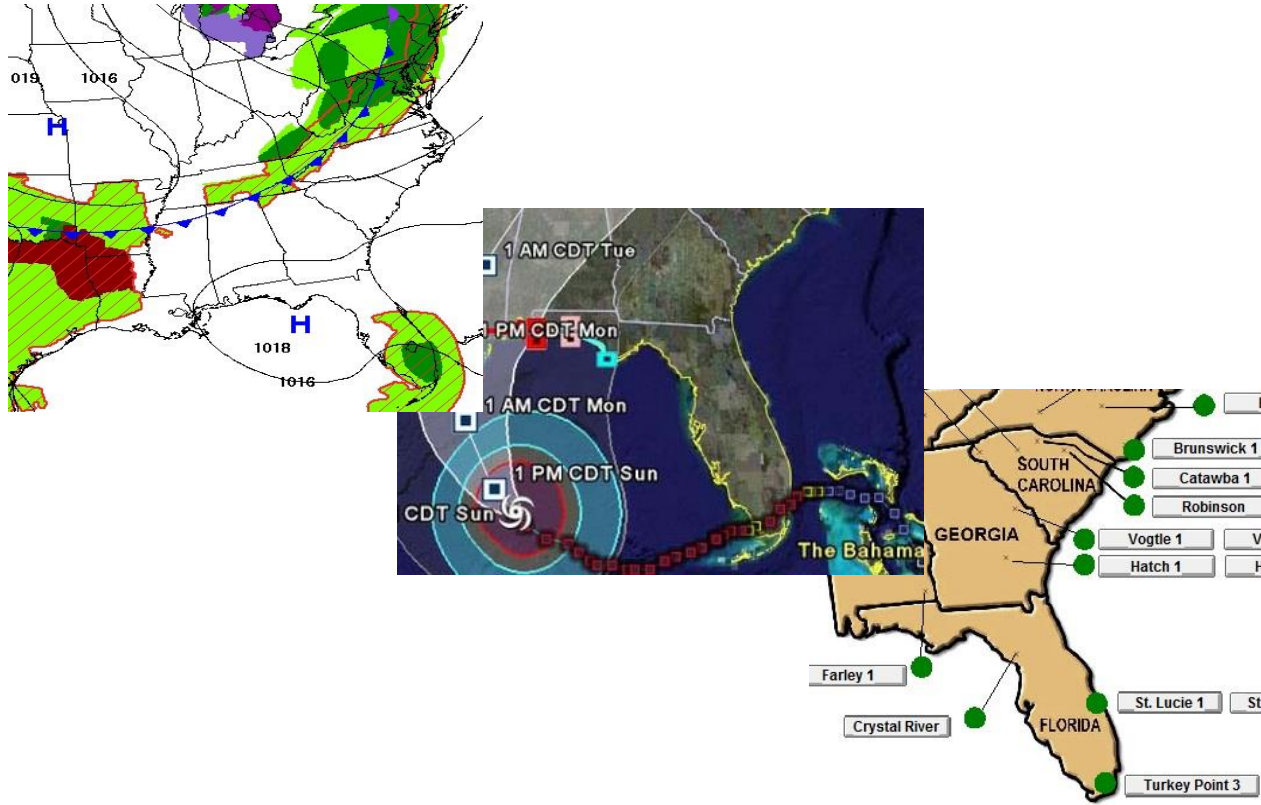 019
1016
H
H
1018
1016
1 AM CDT Tue
1 PM CDT Mon
1 AM CDT Mon
1 PM CDT Sun
CDT Sun
The Bahama
Brunswick 1
SOUTH
CAROLINA
Catawba 1
Robinson
GEORGIA
Vogtle 1
V
Hatch 1
H
Farley 1
St. Lucie 1
St
Crystal River
FLORIDA
Turkey Point 3